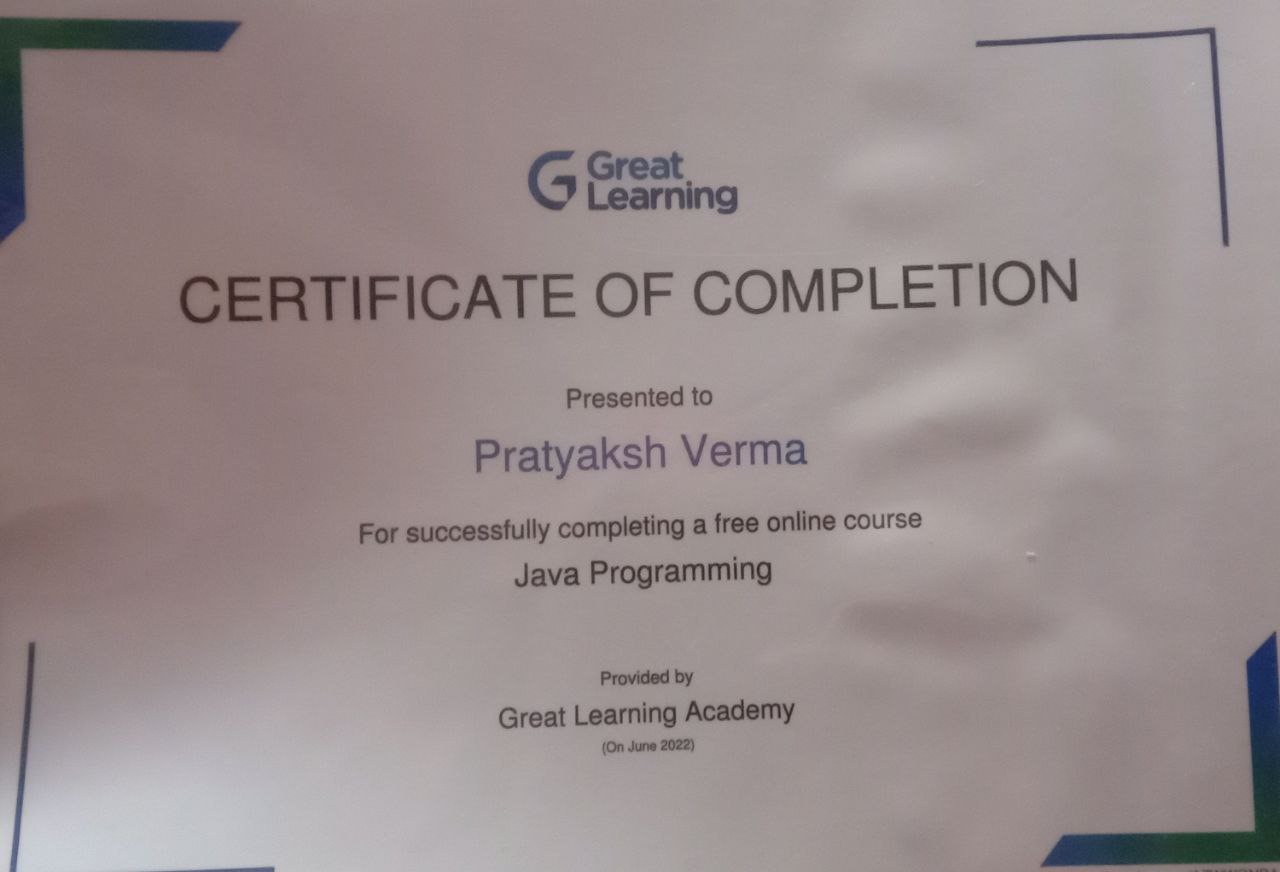 Great
Learning
CERTIFICATE OF COMPLETION
Presented to
Pratyaksh Verma
For successfully completing a free online course
Java Programming
Provided by
Great Learning Academy
(On June 2022)